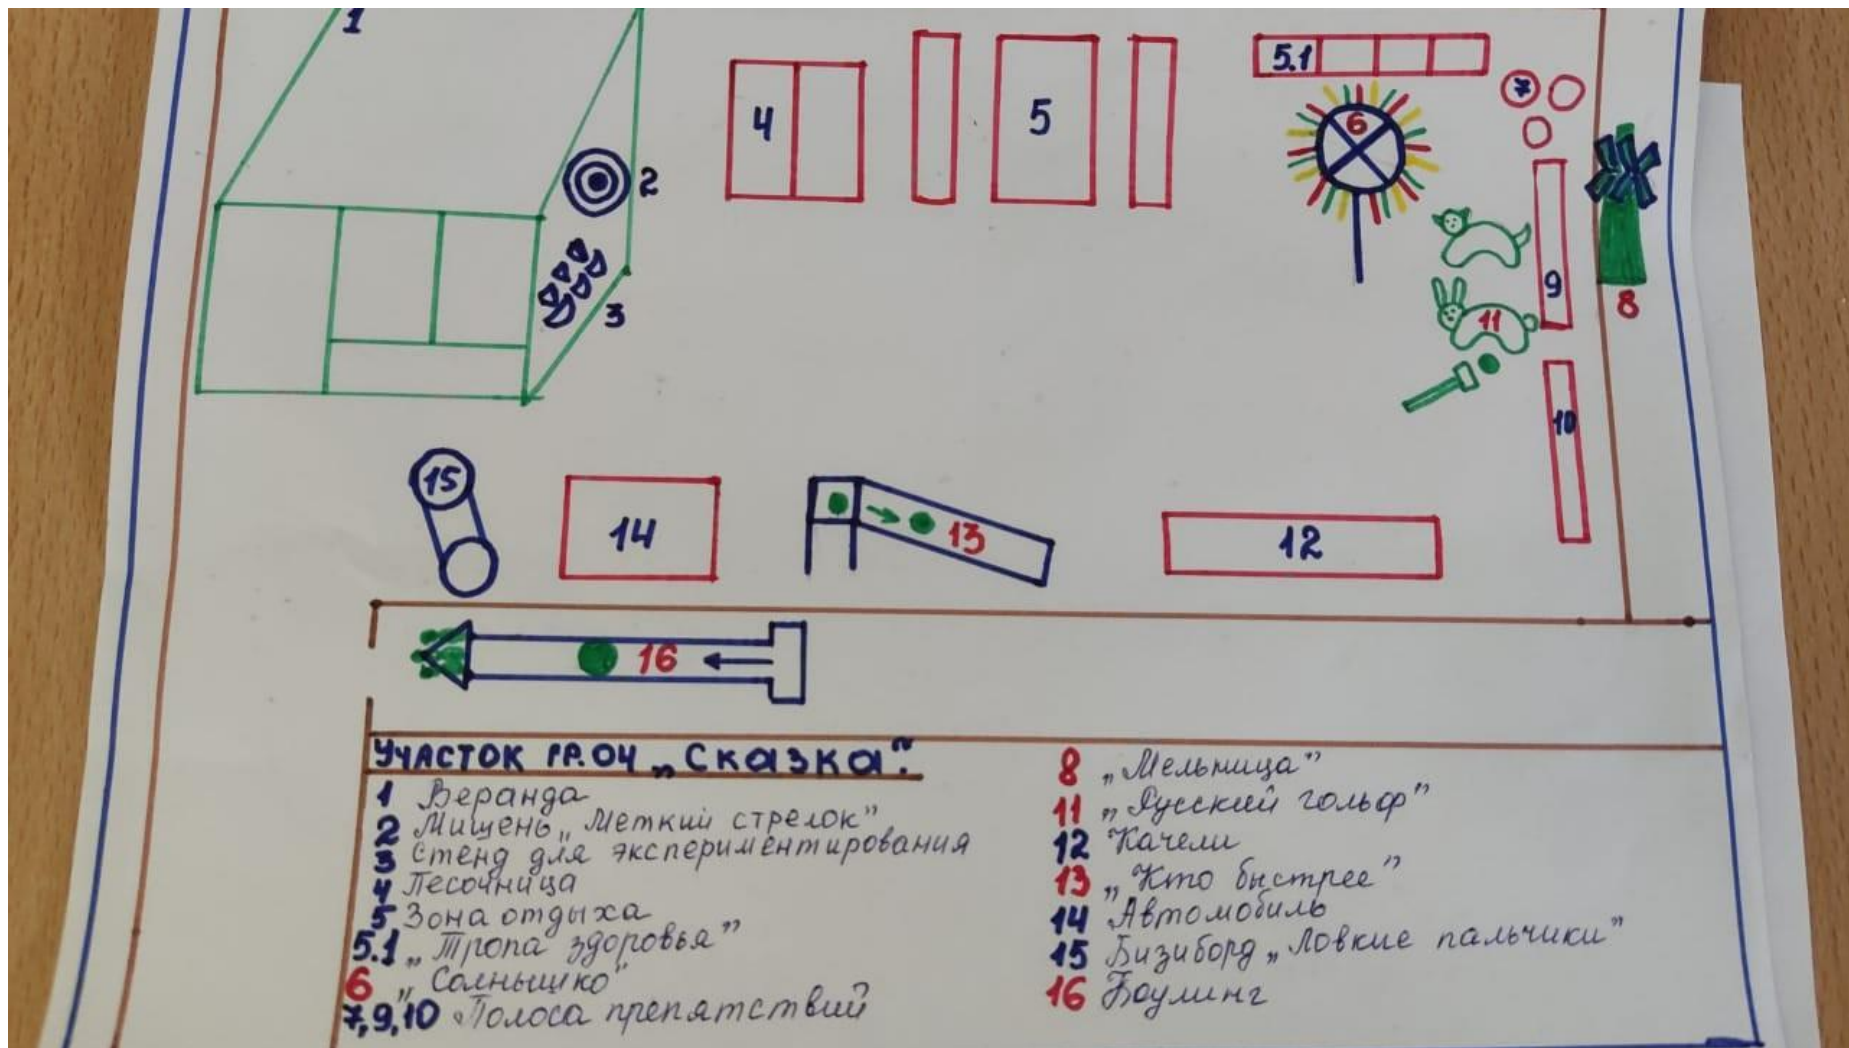 1
5.1
7
4
5
6
2
9
3
11
8
10
15
14
13
12
16
Участок гр.04 „Сказка".
1 Веранда
2 Мишень „Меткий стрелок"
3 Стенд для экспериментирования
4 Песочница
5 Зона отдыха
5.1 „Тропа здоровья"
6 „Солнышко"
7,9,10 Полоса препятствий
8 „Мельница"
11 „Русский гольф"
12 Качели
13 „Кто быстрее"
14 Автомобиль
15 Бизиборд „Ловкие пальчики"
16 Боулинг